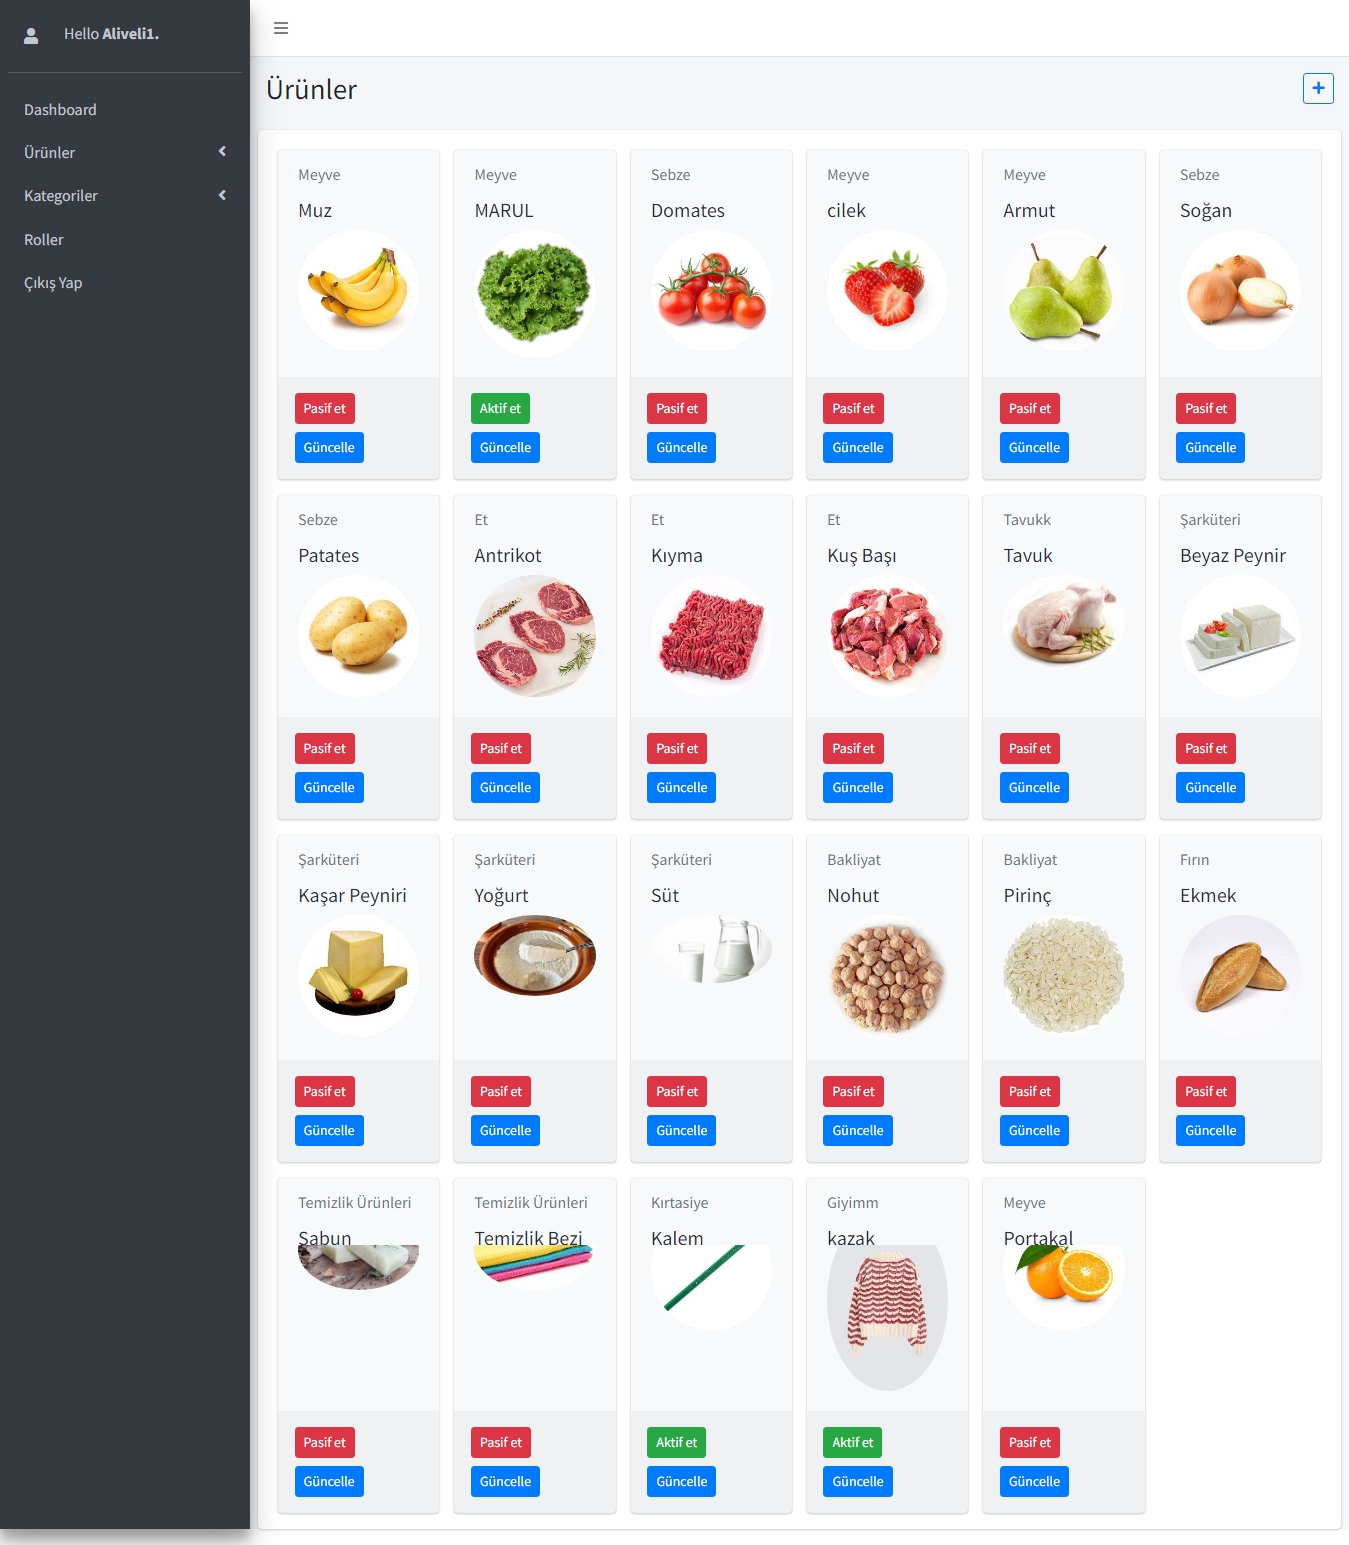 Hello Aliveli1.
Dashboard
Ürünler
Kategoriler
Roller
Çıkış Yap
Ürünler
Meyve
Muz
Pasif et
Güncelle
Meyve
MARUL
Aktif et
Güncelle
Sebze
Domates
Pasif et
Güncelle
Meyve
cilek
Pasif et
Güncelle
Meyve
Armut
Pasif et
Güncelle
Sebze
Soğan
Pasif et
Güncelle
Sebze
Patates
Pasif et
Güncelle
Et
Antrikot
Pasif et
Güncelle
Et
Kıyma
Pasif et
Güncelle
Et
Kuş Başı
Pasif et
Güncelle
Tavukk
Tavuk
Pasif et
Güncelle
Şarküteri
Beyaz Peynir
Pasif et
Güncelle
Şarküteri
Kaşar Peyniri
Pasif et
Güncelle
Şarküteri
Yoğurt
Pasif et
Güncelle
Şarküteri
Süt
Pasif et
Güncelle
Bakliyat
Nohut
Pasif et
Güncelle
Bakliyat
Pirinç
Pasif et
Güncelle
Fırın
Ekmek
Pasif et
Güncelle
Temizlik Ürünleri
Sabun
Pasif et
Güncelle
Temizlik Ürünleri
Temizlik Bezi
Pasif et
Güncelle
Kırtasiye
Kalem
Aktif et
Güncelle
Giyimm
kazak
Aktif et
Güncelle
Meyve
Portakal
Pasif et
Güncelle